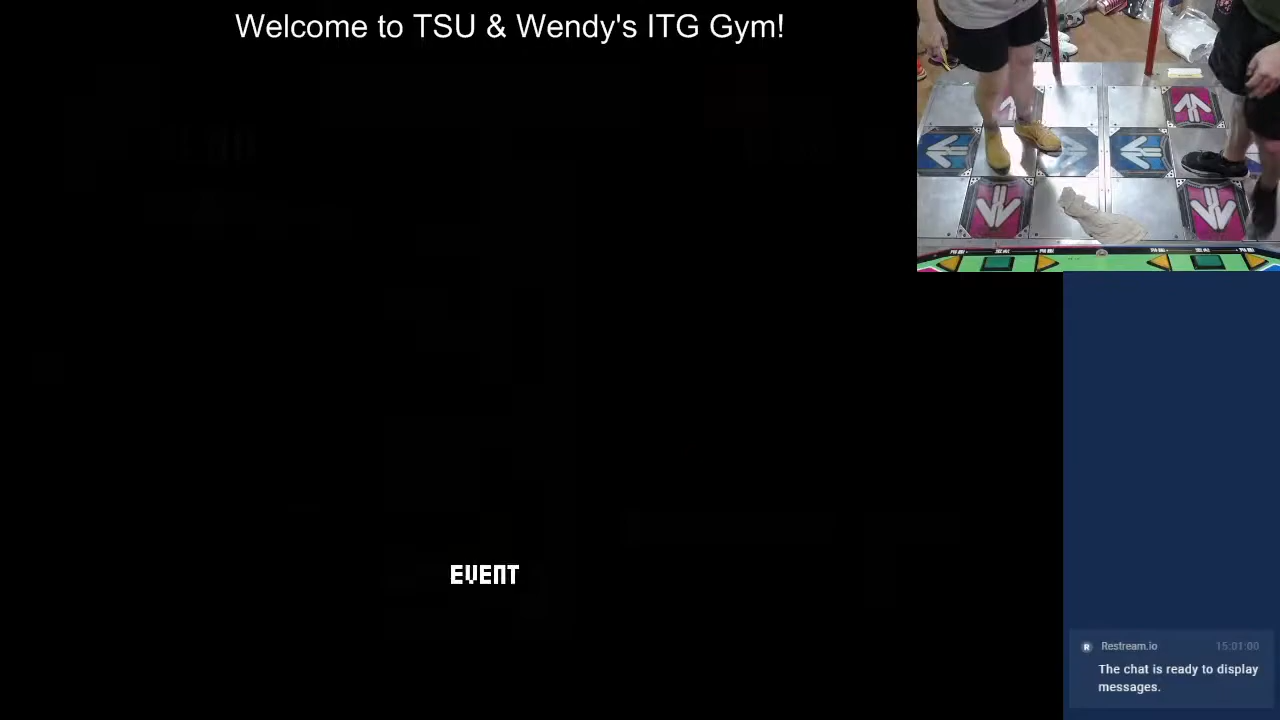 Welcome to TSU & Wendy's ITG Gym!
EVENT
Restream.io 15:01:00
The chat is ready to display
messages.